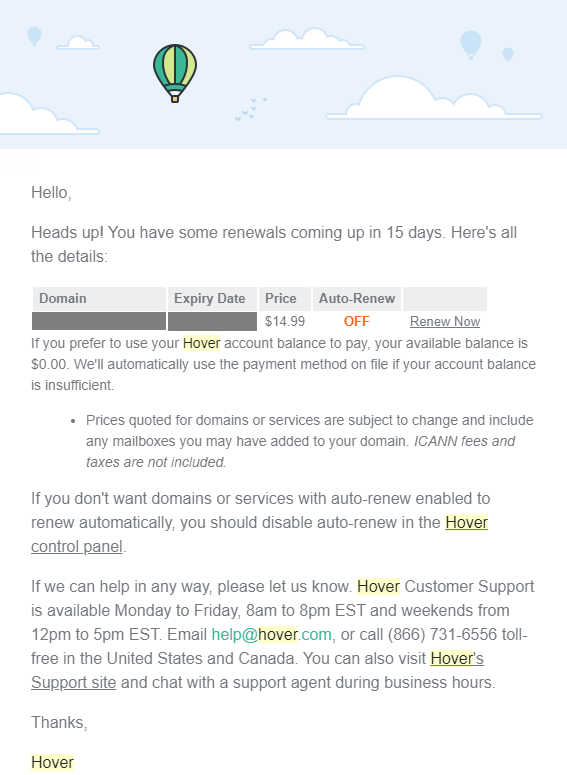 Hello,
Heads up! You have some renewals coming up in 15 days. Here's all
the details:
Domain Expiry Date Price Auto-Renew
$14.99 OFF Renew Now
If you prefer to use your Hover account balance to pay, your available balance is
$0.00. We'll automatically use the payment method on file if your account balance
is insufficient.
• Prices quoted for domains or services are subject to change and include
any mailboxes you may have added to your domain. ICANN fees and
taxes are not included.
If you don't want domains or services with auto-renew enabled to
renew automatically, you should disable auto-renew in the Hover
control panel.
If we can help in any way, please let us know. Hover Customer Support
is available Monday to Friday, 8am to 8pm EST and weekends from
12pm to 5pm EST. Email help@hover.com, or call (866) 731-6556 toll-
free in the United States and Canada. You can also visit Hover's
Support site and chat with a support agent during business hours.
Thanks,
Hover